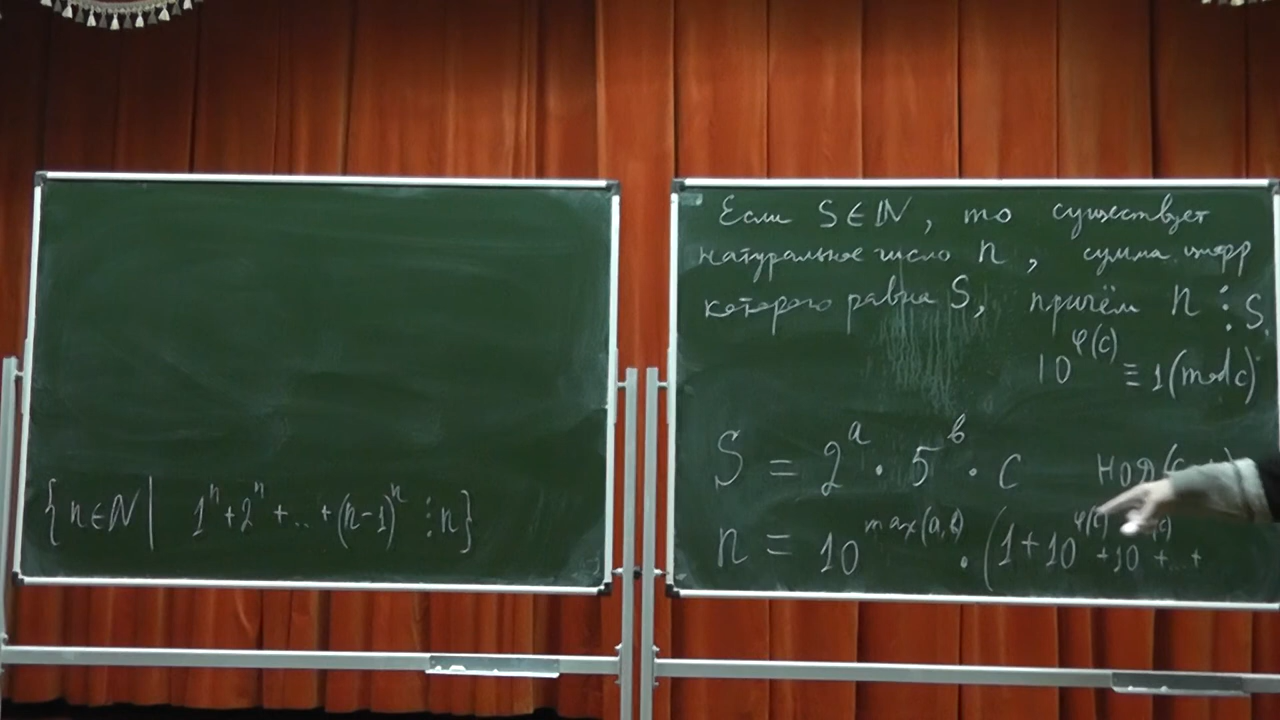 {n∈ℕ | 1ⁿ+2ⁿ+...+(n-1)ⁿ ⋮ n}
Если S∈ℕ, то существует
натуральное число n, сумма цифр
которого равна S, причём n ⋮ S.
10^φ(c) ≡ 1(mod c)
S = 2^a · 5^b · c НОД(c,
n = 10^max(a,b) · (1+10^φ(c)+10 +...+